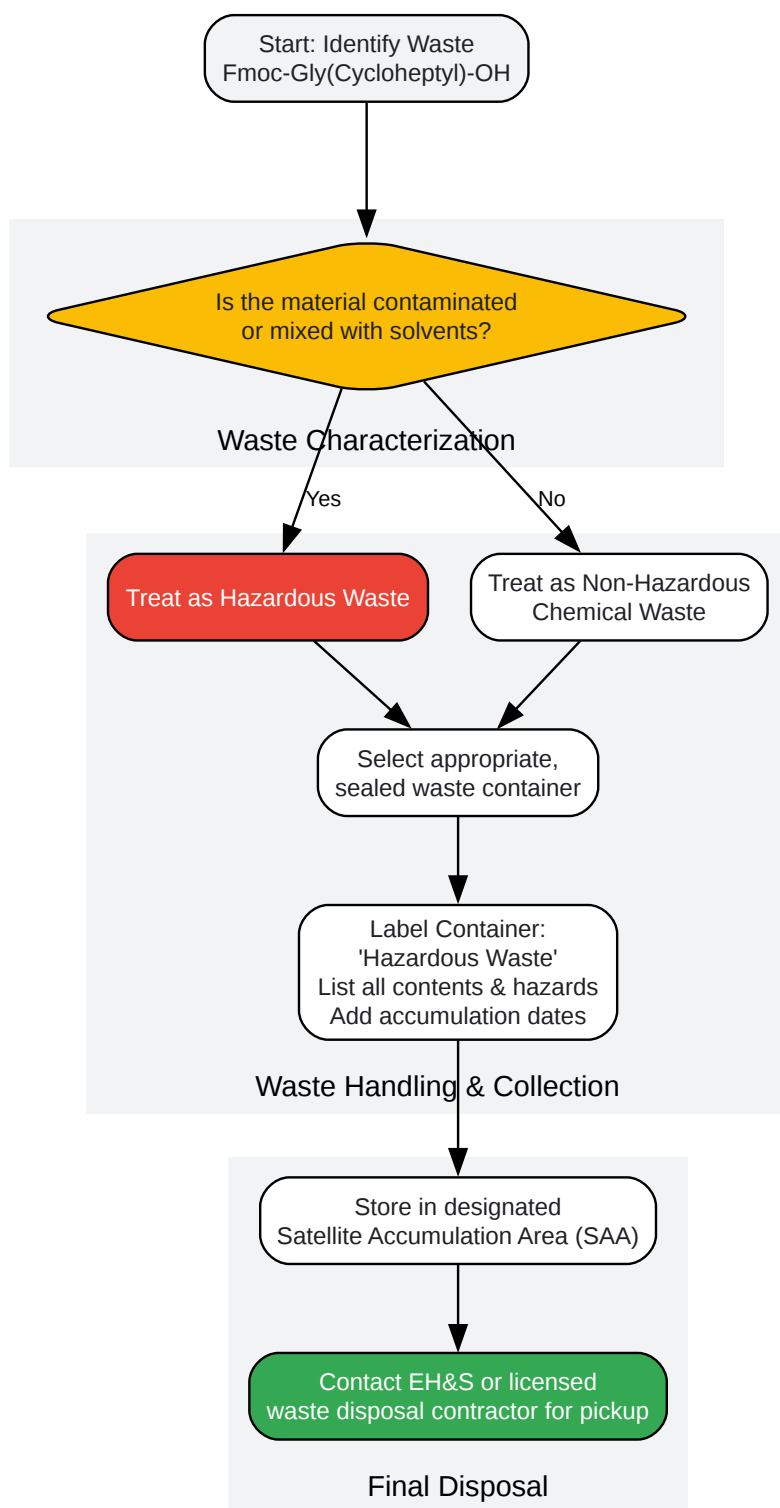 Start: Identify Waste
Fmoc-Gly(Cycloheptyl)-OH
Is the material contaminated
or mixed with solvents?
Waste Characterization
Yes
No
Treat as Hazardous Waste
Treat as Non-Hazardous
Chemical Waste
Select appropriate,
sealed waste container
Label Container:
'Hazardous Waste'
List all contents & hazards
Add accumulation dates
Waste Handling & Collection
Store in designated
Satellite Accumulation Area (SAA)
Contact EH&S or licensed
waste disposal contractor for pickup
Final Disposal